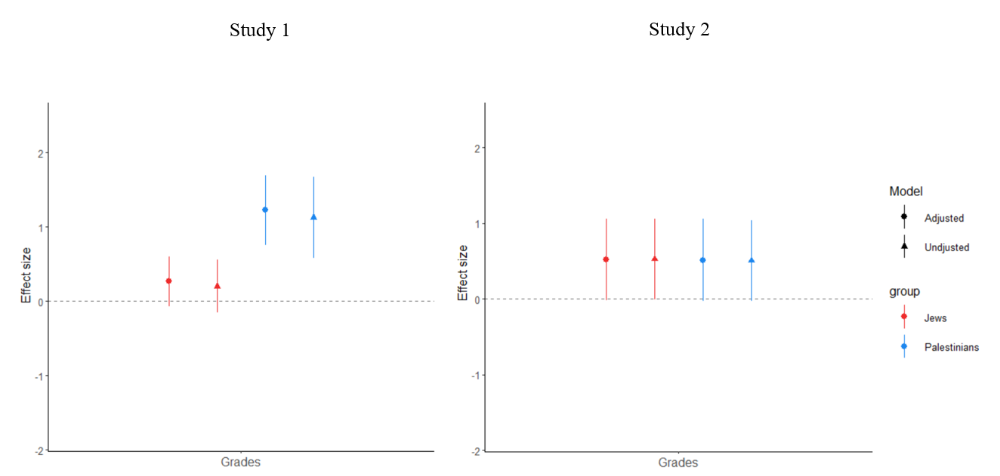 Study 1
Study 2
Effect size
2
1
0
-1
-2
Grades
Effect size
2
1
0
-1
-2
Grades
Model
Adjusted
Undjusted
group
Jews
Palestinians